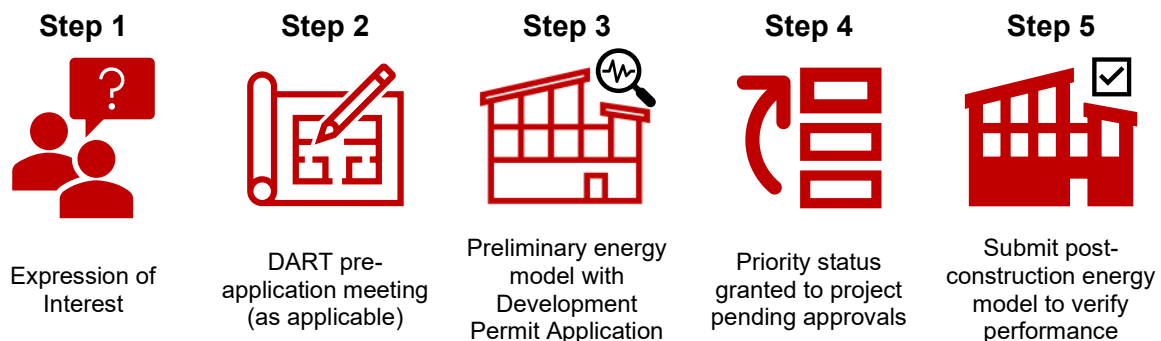 Step 1
Step 2
Step 3
Step 4
Step 5
?
Expression of
Interest
DART pre-
application meeting
(as applicable)
Preliminary energy
model with
Development
Permit Application
Priority status
granted to project
pending approvals
Submit post-
construction energy
model to verify
performance